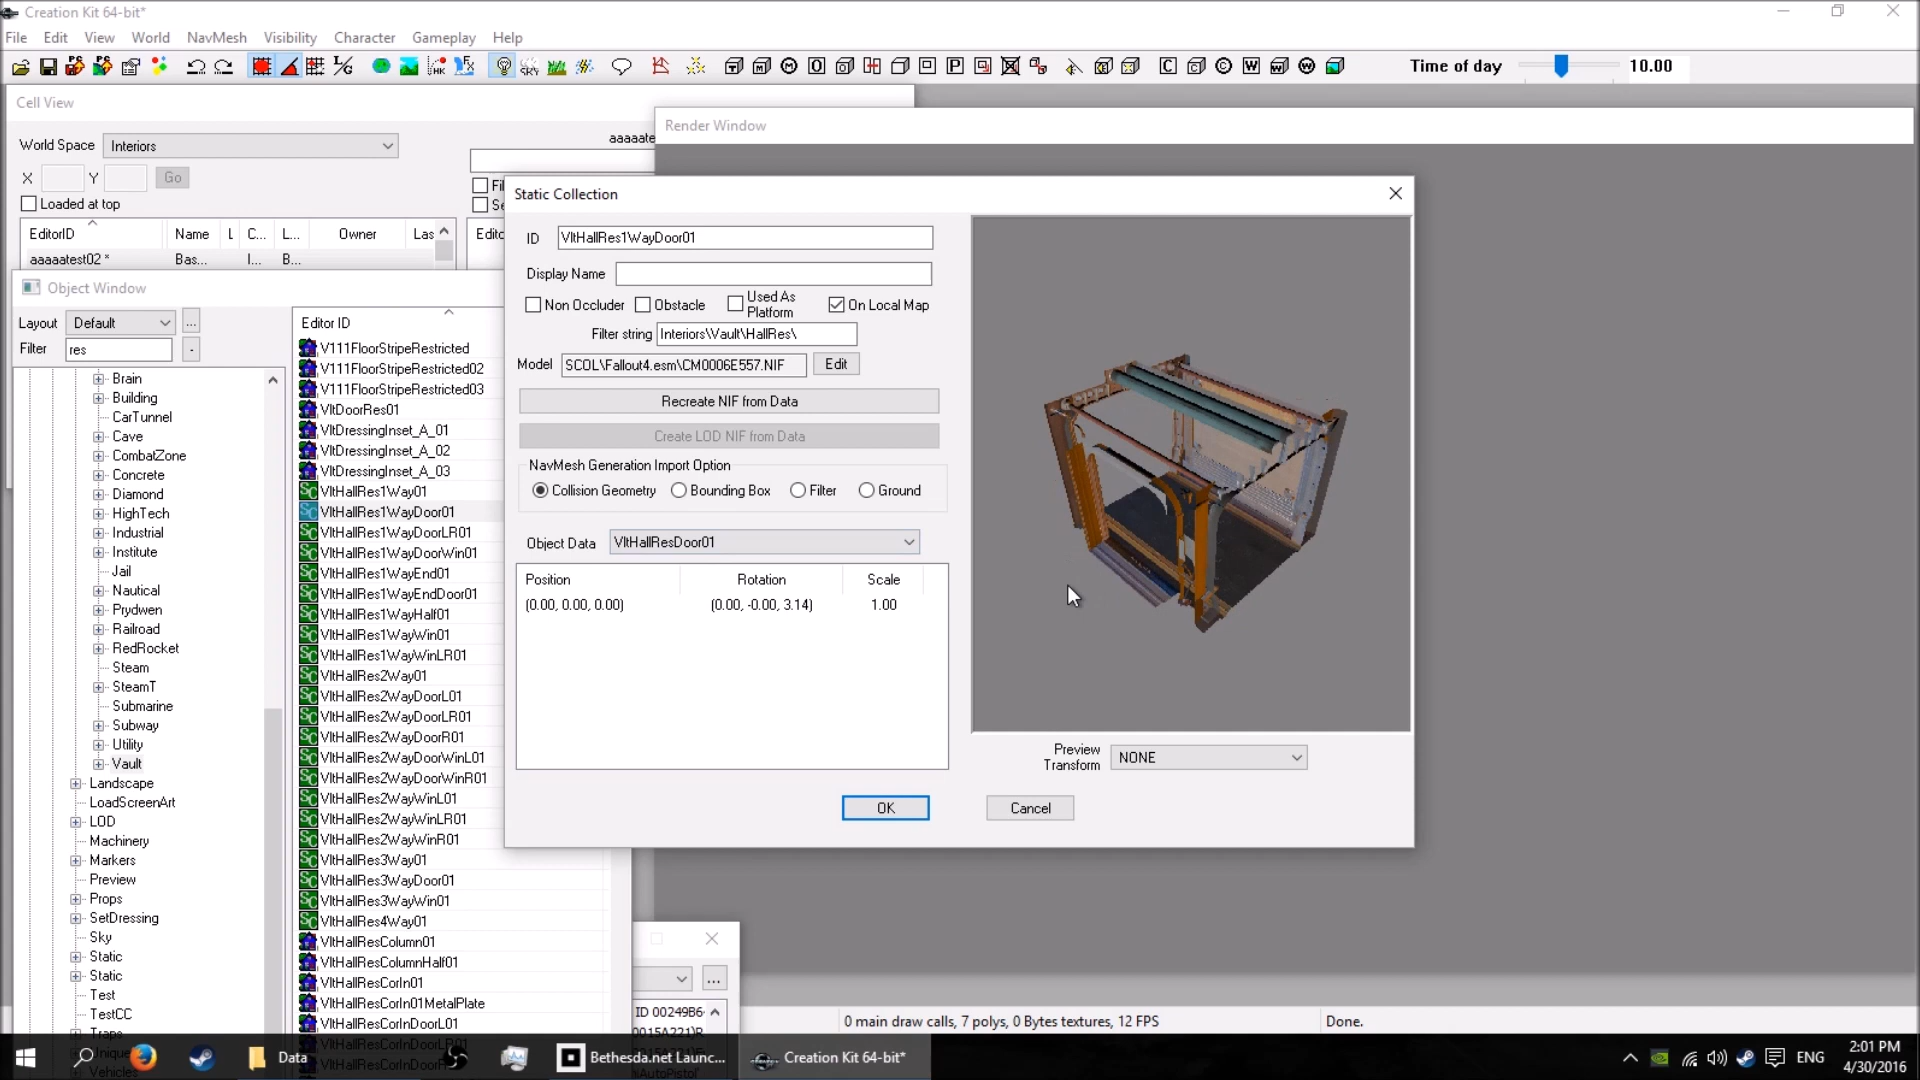 Creation Kit 64-bit*
File Edit View World NavMesh Visibility Character Gameplay Help
Time of day 10.00
Cell View
Render Window
World Space Interiors
X Y Go
Loaded at top
EditorID Name L C... L... Owner Las
aaaaatest02 * Bas... I... B...
Object Window
Layout Default ...
Filter res -
Brain
Building
CarTunnel
Cave
CombatZone
Concrete
Diamond
HighTech
Industrial
Institute
Jail
Nautical
Prydwen
Railroad
RedRocket
Steam
SteamT
Submarine
Subway
Utility
Vault
Landscape
LoadScreenArt
LOD
Machinery
Markers
Preview
Props
SetDressing
Sky
Static
Static
Test
TestCC
Traps
Vehicles
Editor ID
V111FloorStripeRestricted
V111FloorStripeRestricted02
V111FloorStripeRestricted03
VltDoorRes01
VltDressingInset_A_01
VltDressingInset_A_02
VltDressingInset_A_03
VltHallRes1Way01
VltHallRes1WayDoor01
VltHallRes1WayDoorLR01
VltHallRes1WayDoorWin01
VltHallRes1WayEnd01
VltHallRes1WayEndDoor01
VltHallRes1WayHalf01
VltHallRes1WayWin01
VltHallRes1WayWinLR01
VltHallRes2Way01
VltHallRes2WayDoorL01
VltHallRes2WayDoorLR01
VltHallRes2WayDoorR01
VltHallRes2WayDoorWinL01
VltHallRes2WayDoorWinR01
VltHallRes2WayWinL01
VltHallRes2WayWinLR01
VltHallRes2WayWinR01
VltHallRes3Way01
VltHallRes3WayDoor01
VltHallRes3WayWin01
VltHallRes4Way01
VltHallResColumn01
VltHallResColumnHalf01
VltHallResCorIn01
VltHallResCorIn01MetalPlate
VltHallResCorInDoorL01
Static Collection
ID VltHallRes1WayDoor01
Display Name
Non Occluder Obstacle Used As Platform On Local Map
Filter string Interiors\Vault\HallRes\
Model SCOL\Fallout4.esm\CM0006E557.NIF Edit
Recreate NIF from Data
Create LOD NIF from Data
NavMesh Generation Import Option
Collision Geometry Bounding Box Filter Ground
Object Data VltHallResDoor01
Position Rotation Scale
(0.00, 0.00, 0.00) (0.00, -0.00, 3.14) 1.00
Preview Transform NONE
OK Cancel
...
ID 00249B6
0 main draw calls, 7 polys, 0 Bytes textures, 12 FPS Done.
Data Bethesda.net Launc... Creation Kit 64-bit* ENG 2:01 PM
4/30/2016